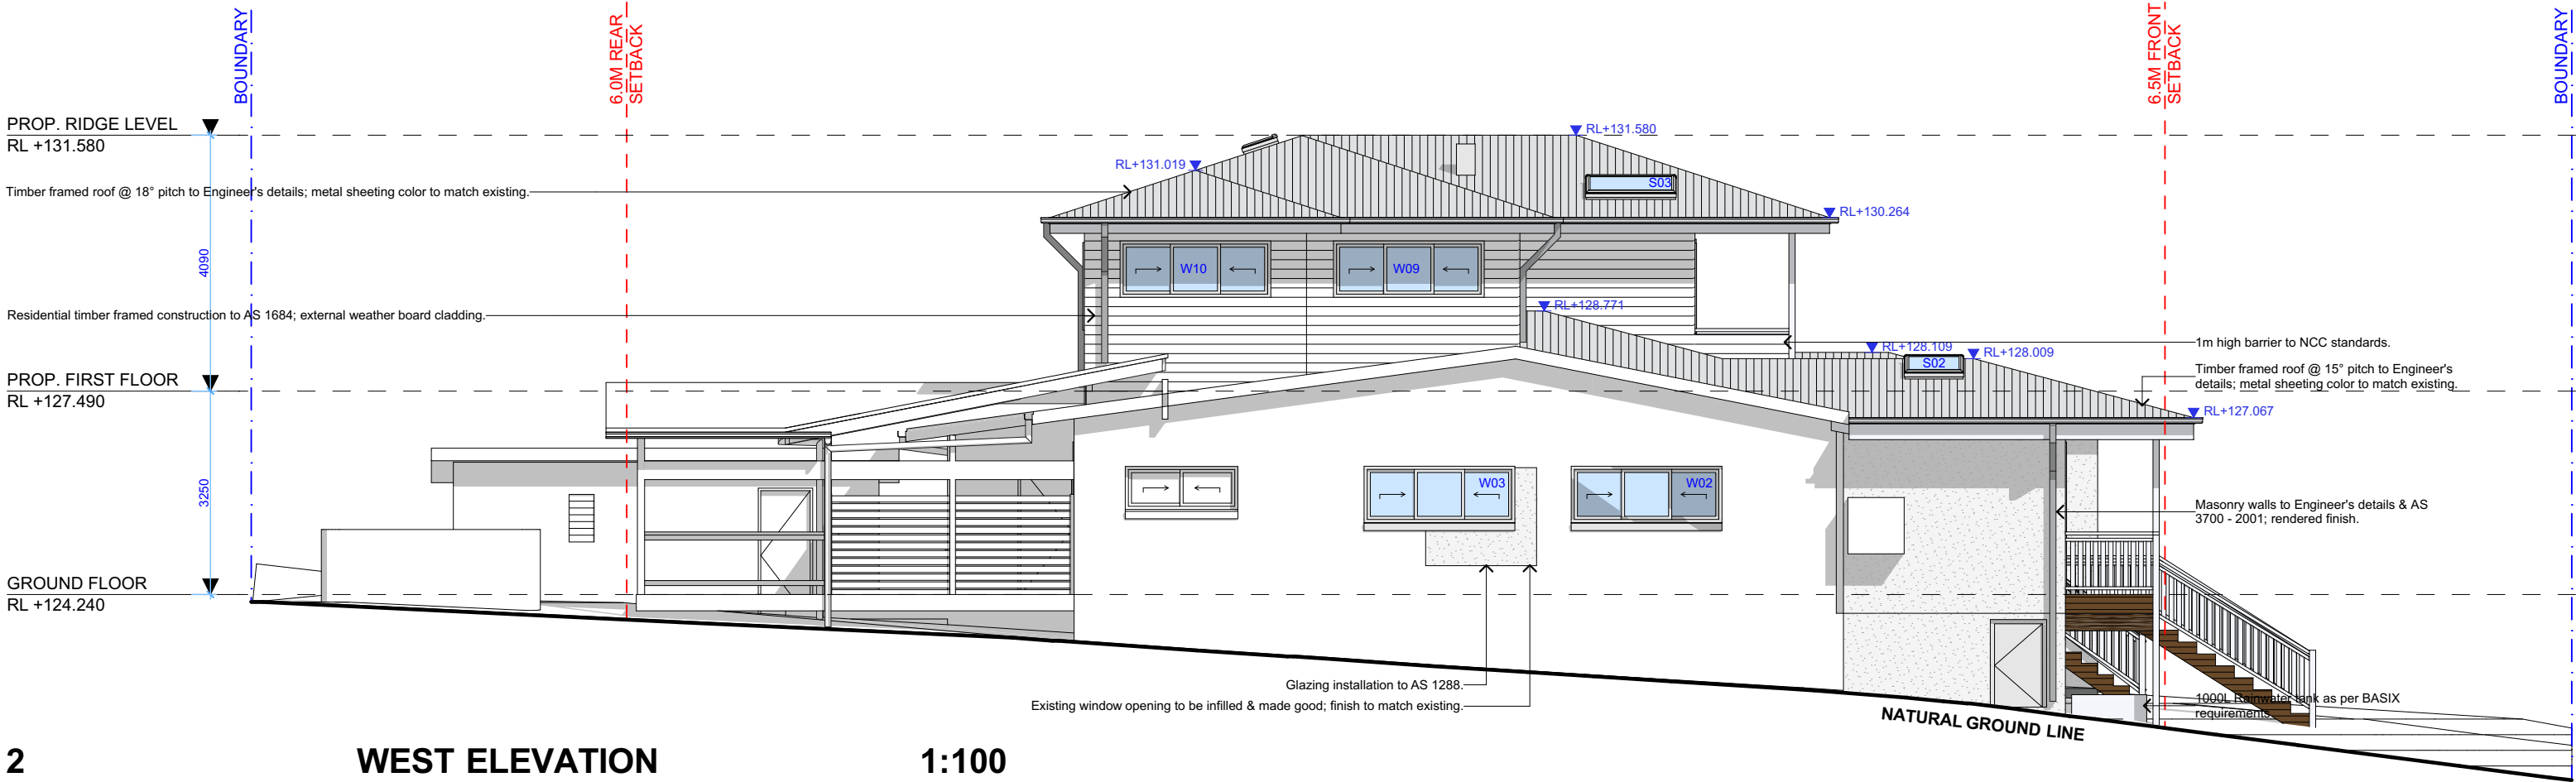 BOUNDARY
6.0M REAR
SETBACK
6.5M FRONT
SETBACK
BOUNDARY
PROP. RIDGE LEVEL
RL +131.580
RL+131.580
RL+131.019
Timber framed roof @ 18° pitch to Engineer's details; metal sheeting color to match existing.
S03
RL+130.264
4090
W10
W09
RL+128.771
Residential timber framed construction to AS 1684; external weather board cladding.
1m high barrier to NCC standards.
RL+128.109
RL+128.009
S02
Timber framed roof @ 15° pitch to Engineer's
details; metal sheeting color to match existing.
PROP. FIRST FLOOR
RL +127.490
RL+127.067
3250
W03
W02
Masonry walls to Engineer's details & AS
3700 - 2001; rendered finish.
GROUND FLOOR
RL +124.240
Glazing installation to AS 1288.
Existing window opening to be infilled & made good; finish to match existing.
1000L Rainwater tank as per BASIX
requirements.
NATURAL GROUND LINE
2 WEST ELEVATION 1:100